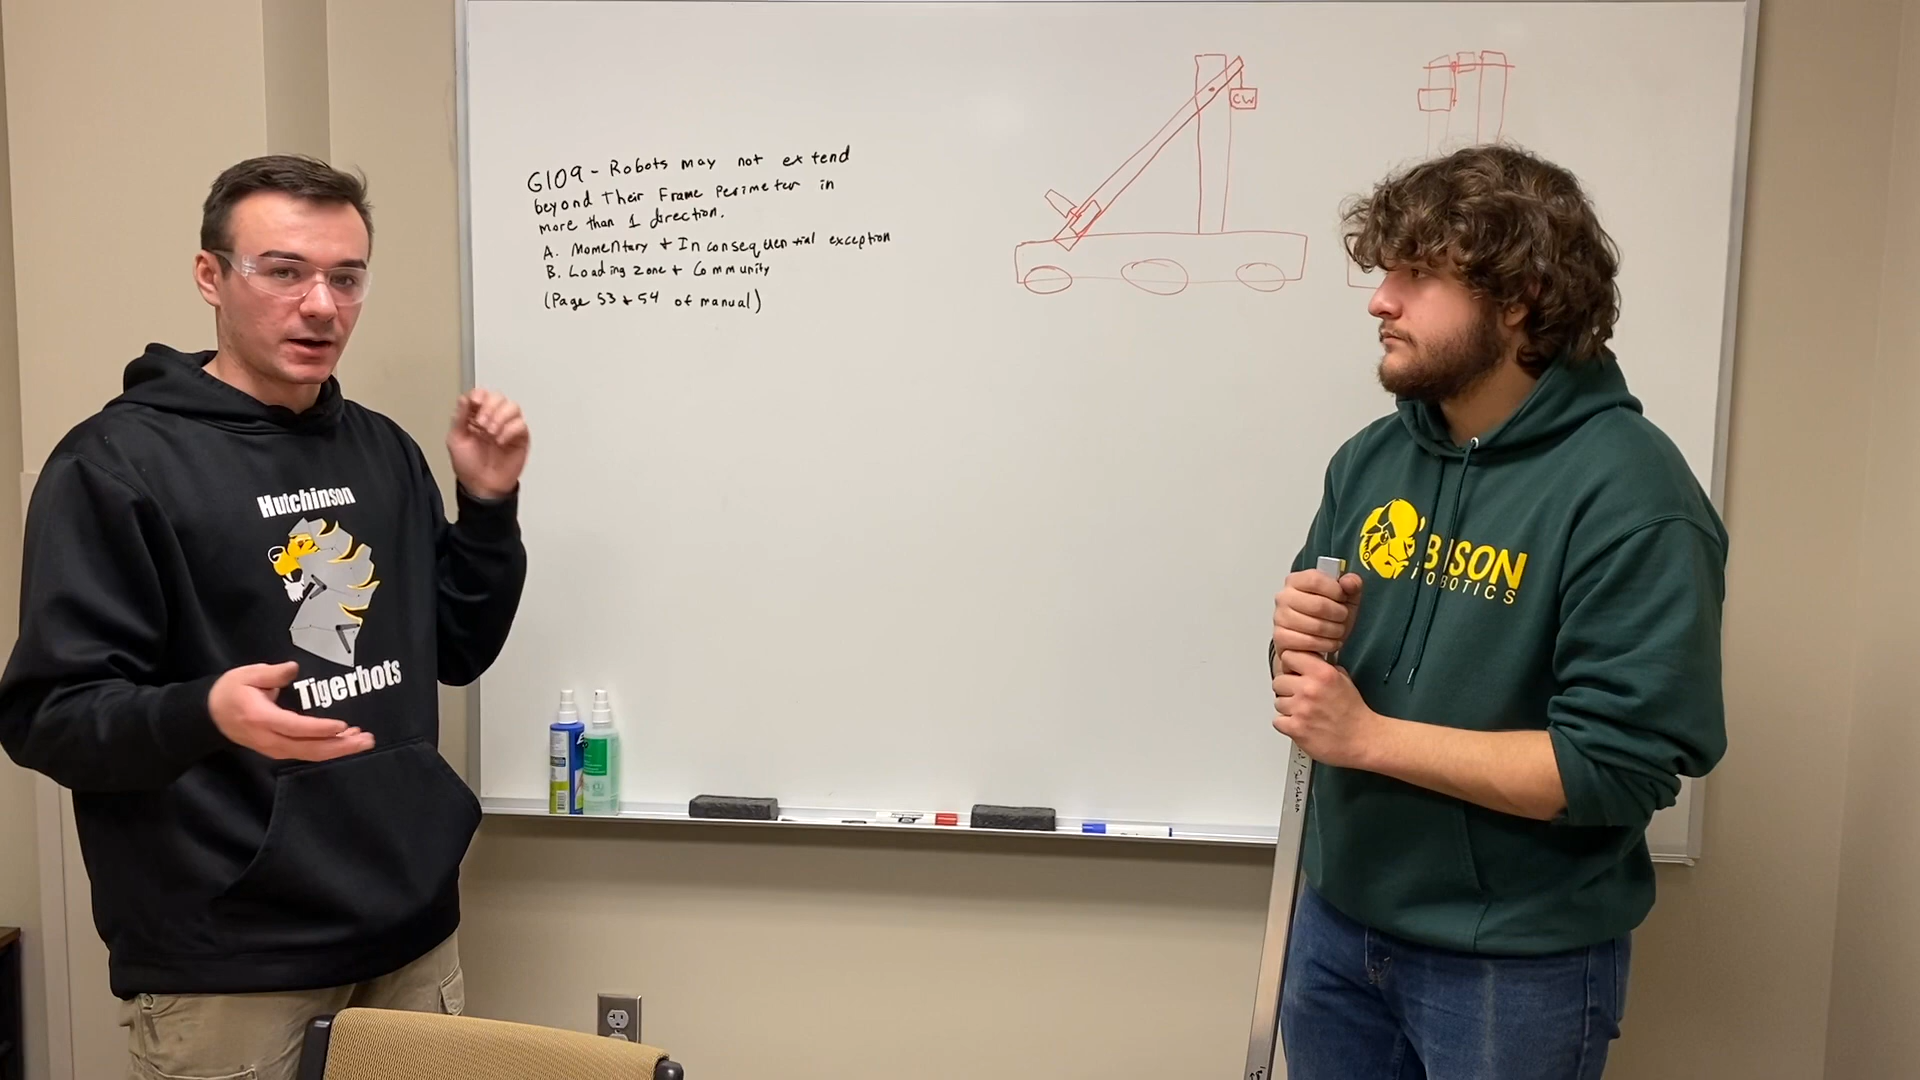 G109 - Robots may not extend
beyond Their Frame Perimeter in
more than 1 direction.
A. Momentary + Inconsequential exception
B. Loading Zone + Community
(Page 53 + 54 of manual)
CW
Hutchinson
Tigerbots
BISON
ROBOTICS